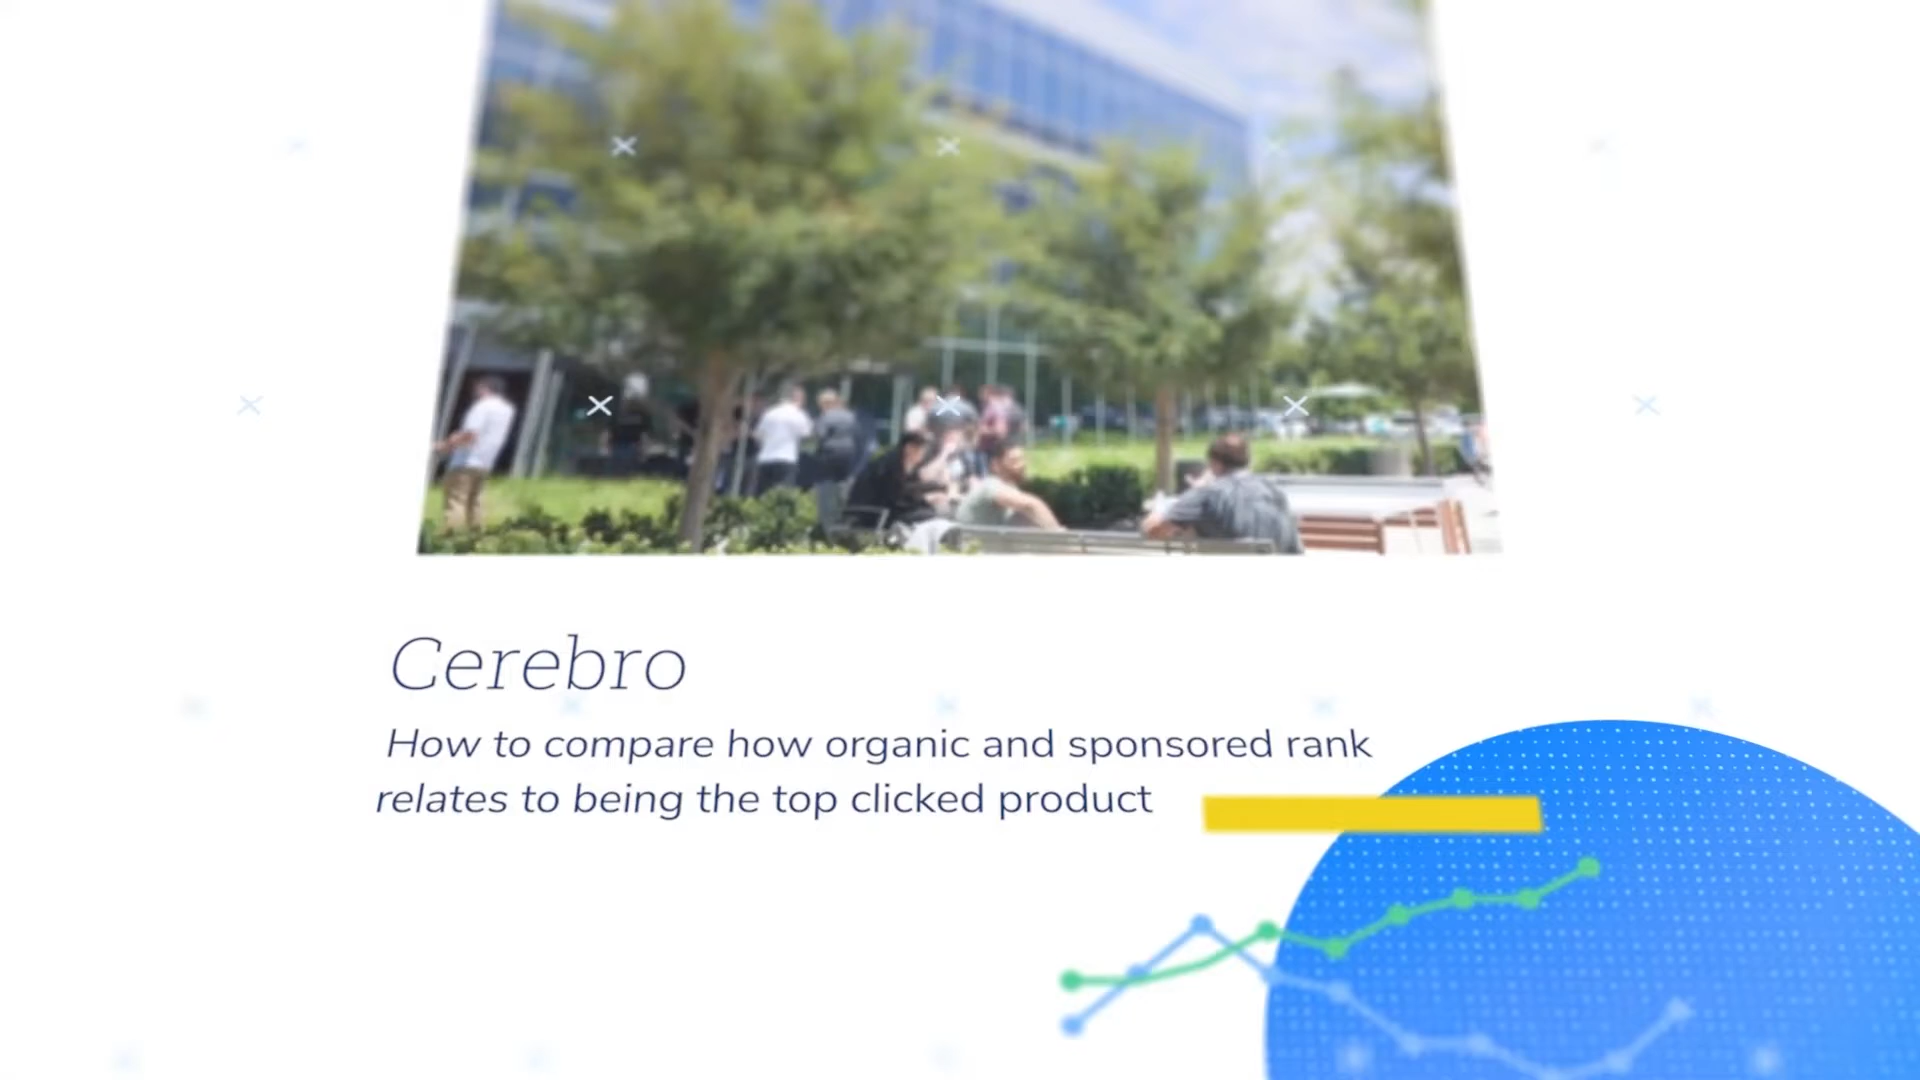 Cerebro
How to compare how organic and sponsored rank
relates to being the top clicked product